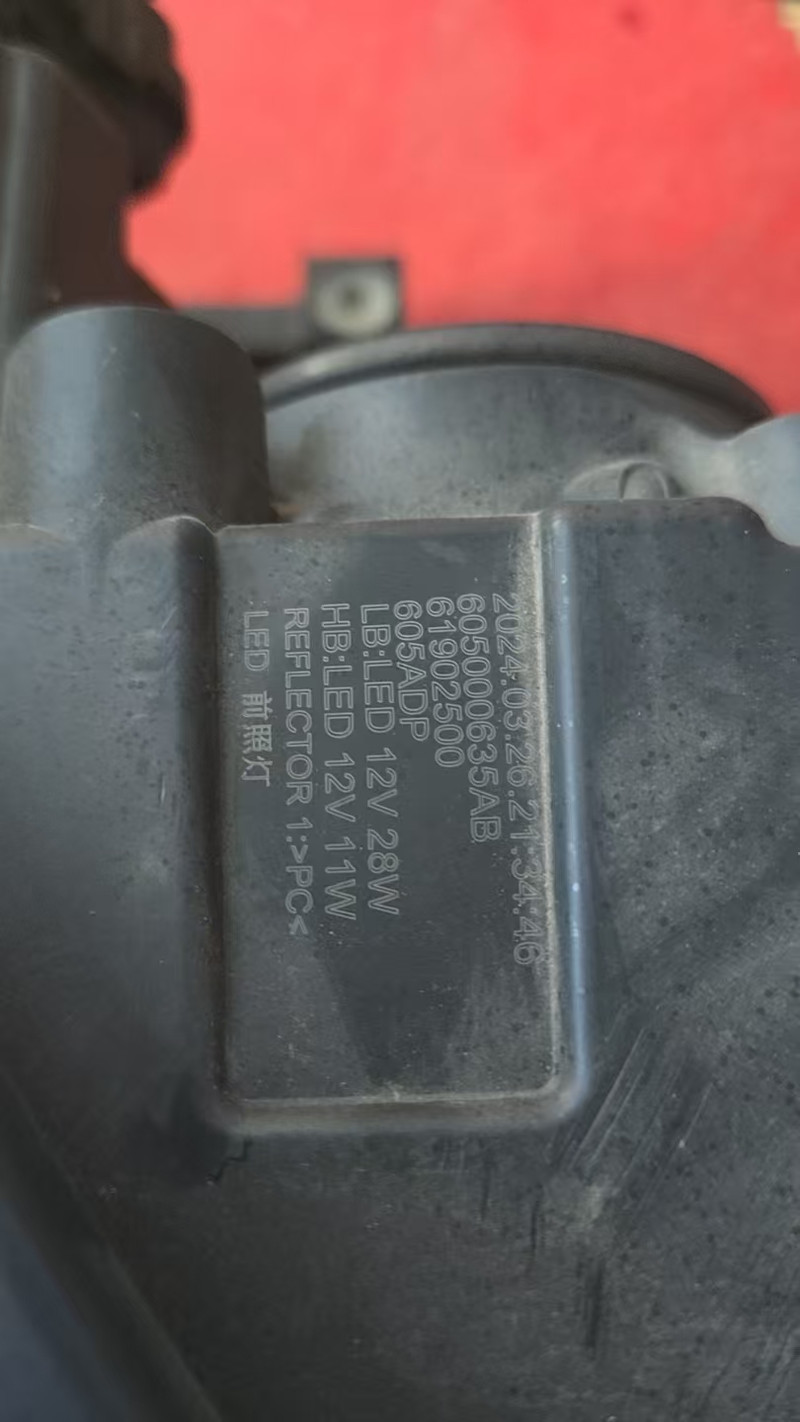 2024.03.26.21:34:46
605000635AB
61902500
605ADP
LB:LED 12V 28W
HB:LED 12V 11W
REFLECTOR 1:>PC<
LED 前照灯